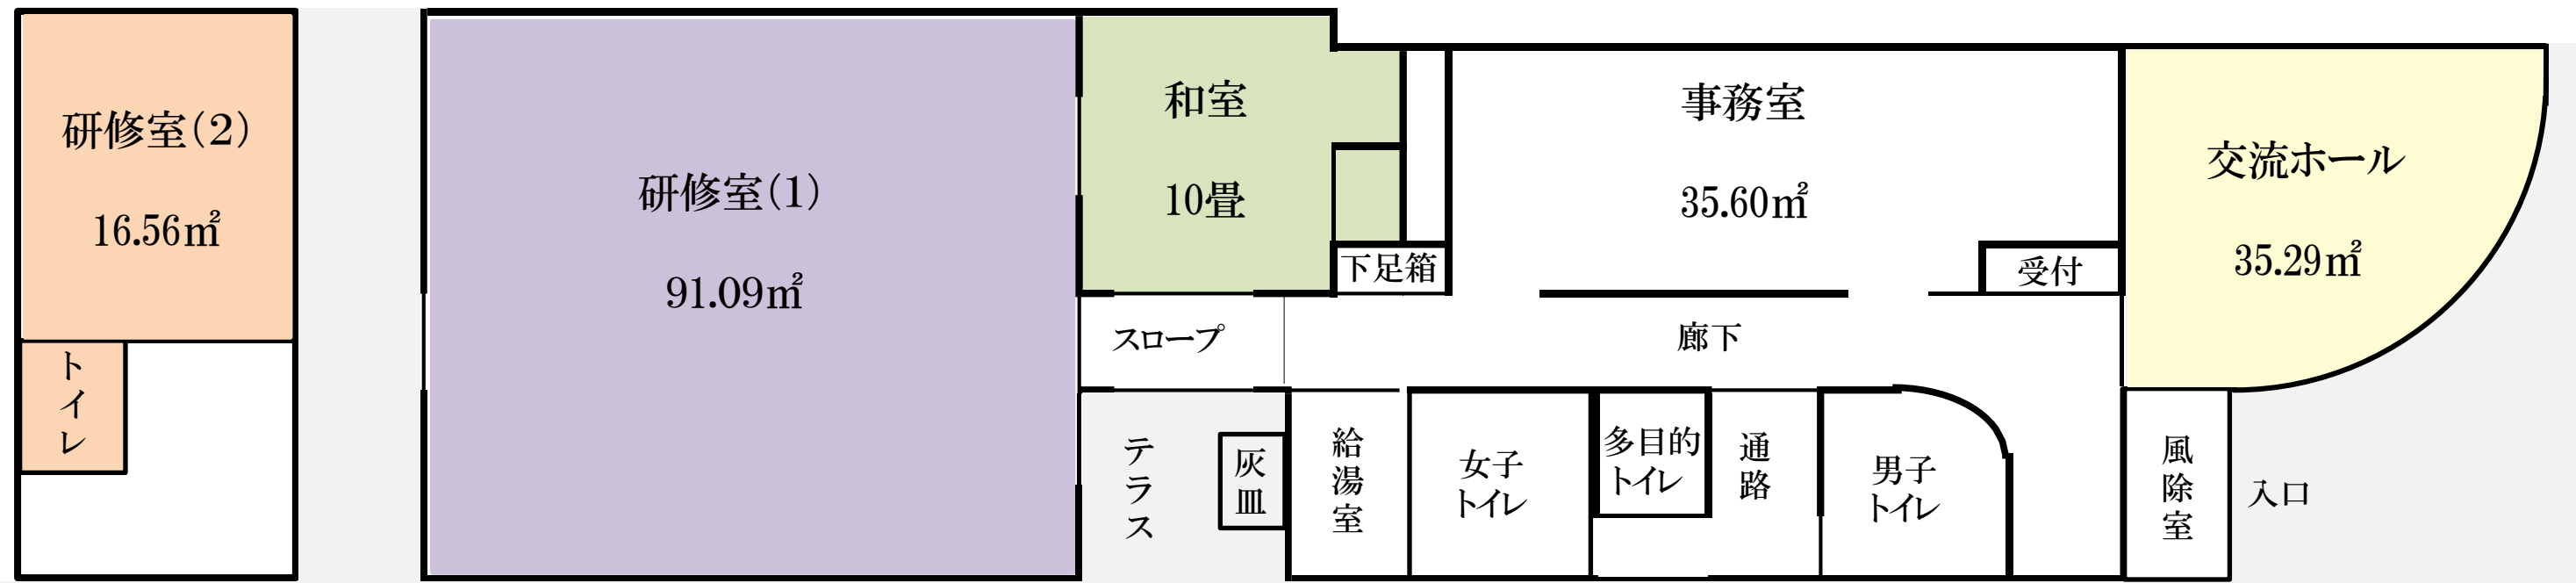 研修室(2)
16.56㎡
トイレ
研修室(1)
91.09㎡
和室
10畳
下足箱
事務室
35.60㎡
受付
交流ホール
35.29㎡
スロープ
廊下
テラス
灰皿
給湯室
女子
トイレ
多目的
トイレ
通路
男子
トイレ
風除室
入口